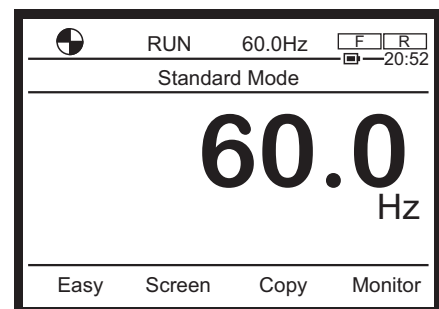 RUN 60.0Hz F R
20:52
Standard Mode
60.0
Hz
Easy Screen Copy Monitor